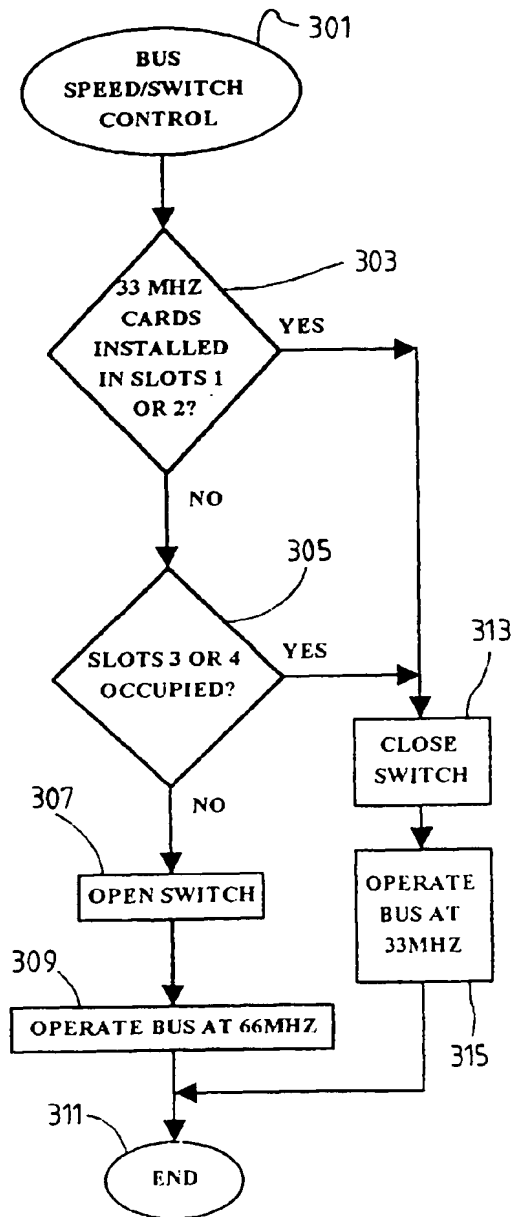 301
BUS
SPEED/SWITCH
CONTROL
303
33 MHZ
CARDS
INSTALLED
IN SLOTS 1
OR 2?
YES
NO
305
SLOTS 3 OR 4
OCCUPIED?
YES
313
CLOSE
SWITCH
NO
307
OPEN SWITCH
OPERATE
BUS AT
33MHZ
309
OPERATE BUS AT 66MHZ
315
311
END